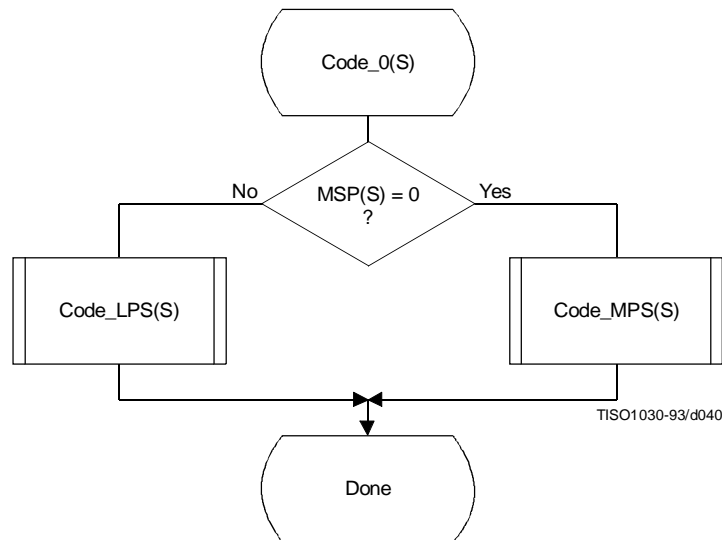 Code_0(S)
No
MSP(S) = 0
?
Yes
Code_LPS(S)
Code_MPS(S)
TISO1030-93/d040
Done